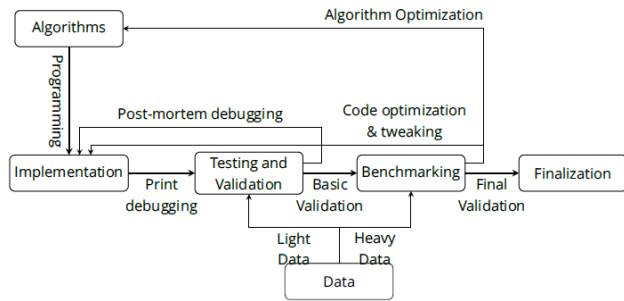 Algorithm Optimization
Algorithms
Programming
Post-mortem debugging
Code optimization
& tweaking
Implementation
Print
debugging
Testing and
Validation
Basic
Validation
Benchmarking
Final
Validation
Finalization
Light
Data
Heavy
Data
Data